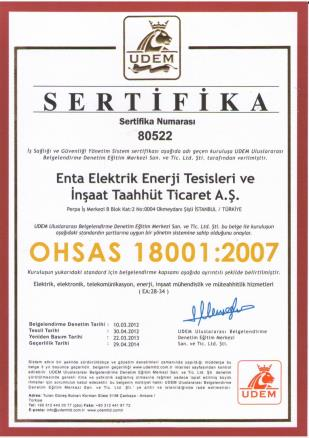 UDEM
SERTİFİKA
Sertifika Numarası
80522
İş Sağlığı ve Güvenliği Yönetim Sistem sertifikası aşağıda adı geçen kuruluşa UDEM Uluslararası
Belgelendirme Denetim Eğitim Merkezi San. ve Tic. Ltd. Şti. tarafından verilmiştir.
Enta Elektrik Enerji Tesisleri ve
İnşaat Taahhüt Ticaret A.Ş.
Perpa İş Merkezi B Blok Kat:2 No:0004 Okmeydanı Şişli İSTANBUL / TÜRKİYE
UDEM Uluslararası Belgelendirme Denetim Eğitim Merkezi San. ve Tic. Ltd. Şti. bu belge ile kuruluşun
aşağıdaki standardın şartlarına uygun bir yönetim sistemine sahip olduğunu onaylar.
OHSAS 18001:2007
Kuruluşun yukarıdaki standard için belgelendirme kapsamı aşağıda ayrıntılı şekilde belirtilmiştir.
Elektrik, elektronik, telekomünikasyon, enerji, inşaat mühendislik ve müteahhitlik hizmetleri
( EA:28-34 )
Belgelendirme Denetim Tarihi : 10.03.2012
Tescil Tarihi : 30.04.2012
Yeniden Basım Tarihi : 22.03.2013
Geçerlilik Tarihi : 29.04.2014
UDEM Uluslararası Belgelendirme
Denetim Eğitim Merkezi
San. ve Tic. Ltd. Şti.
UDEM